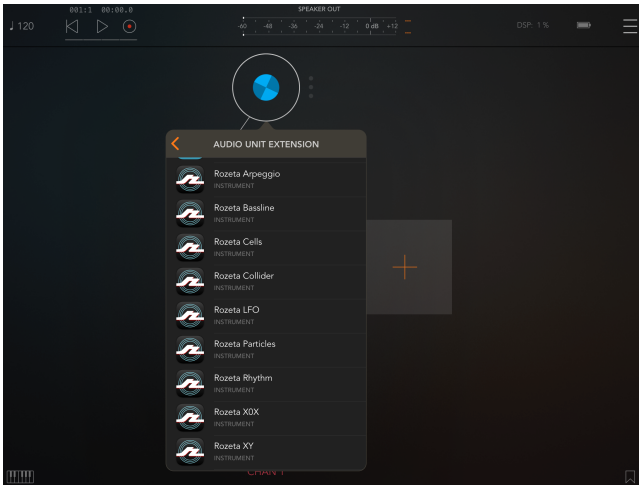 001:1 00:00.0
SPEAKER OUT
♩ 120
-60 -48 -36 -24 -12 0 dB +12
DSP: 1 %
AUDIO UNIT EXTENSION
Rozeta Arpeggio
INSTRUMENT
Rozeta Bassline
INSTRUMENT
Rozeta Cells
INSTRUMENT
Rozeta Collider
INSTRUMENT
Rozeta LFO
INSTRUMENT
Rozeta Particles
INSTRUMENT
Rozeta Rhythm
INSTRUMENT
Rozeta X0X
INSTRUMENT
Rozeta XY
INSTRUMENT
CHAN 1